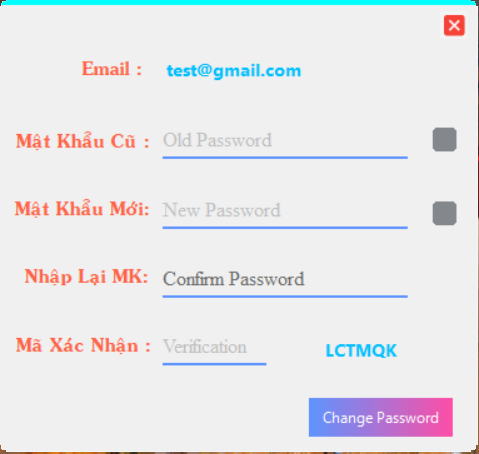 Email : test@gmail.com
Mật Khẩu Cũ : Old Password
Mật Khẩu Mới: New Password
Nhập Lại MK: Confirm Password
Mã Xác Nhận : Verification LCTMQK
Change Password